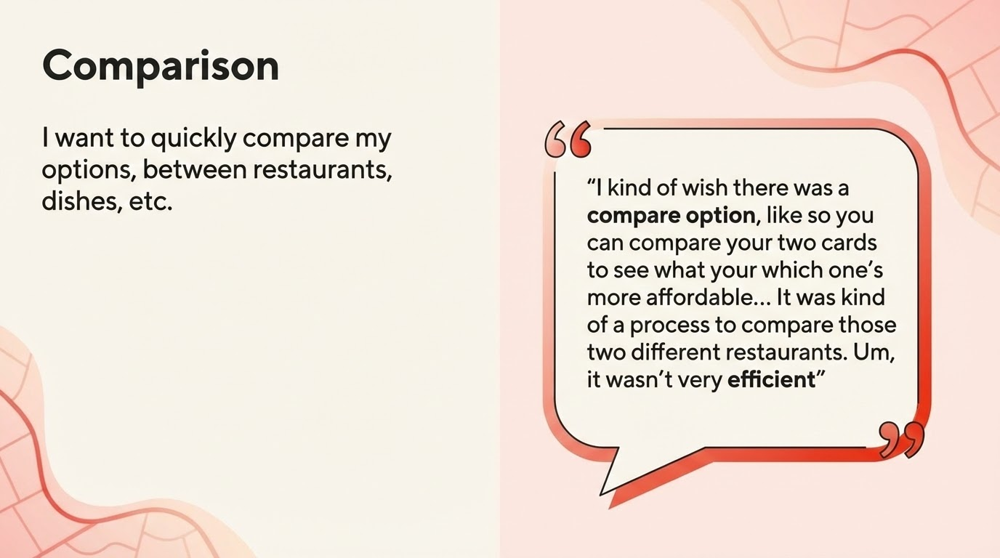 Comparison
I want to quickly compare my
options, between restaurants,
dishes, etc.
“I kind of wish there was a
compare option, like so you
can compare your two cards
to see what your which one’s
more affordable... It was kind
of a process to compare those
two different restaurants. Um,
it wasn’t very efficient”